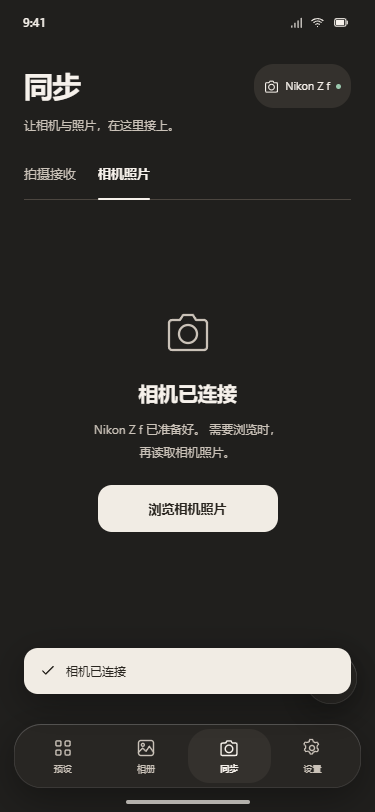 9:41
同步
Nikon Z f
让相机与照片，在这里接上。
拍摄接收
相机照片
相机已连接
Nikon Z f 已准备好。 需要浏览时，
再读取相机照片。
浏览相机照片
相机已连接
预设
相册
同步
设置